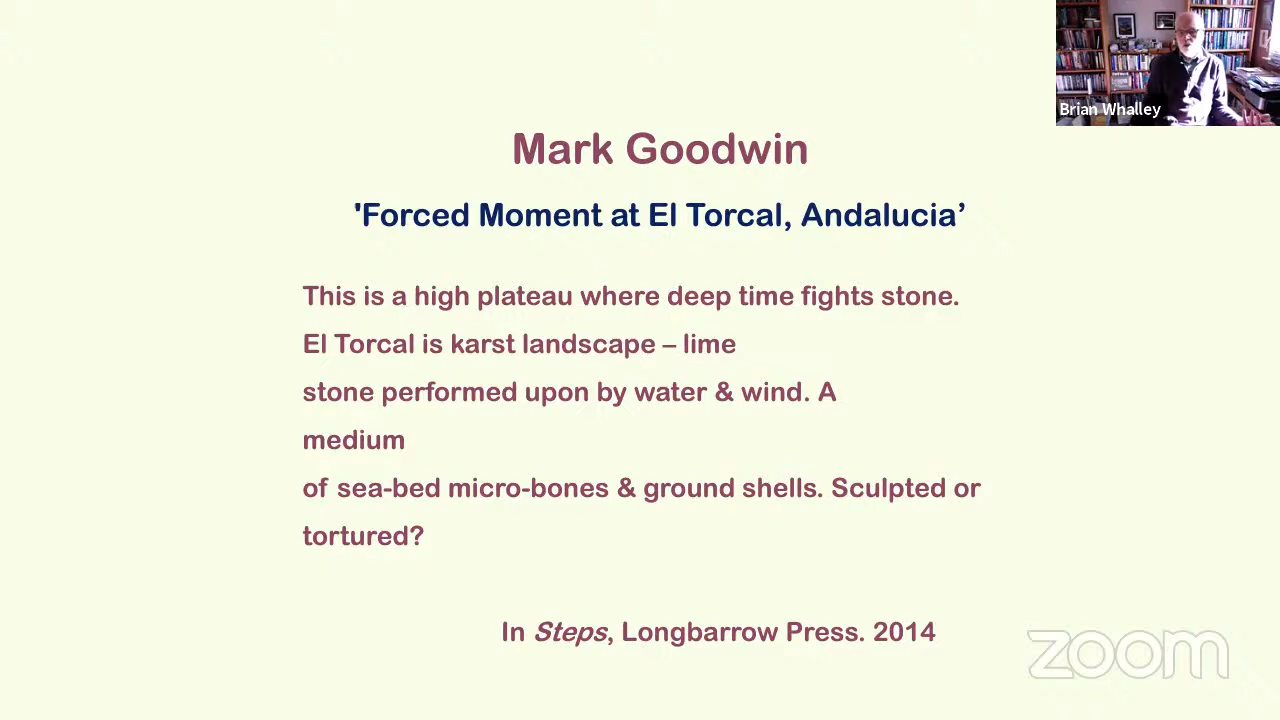 Brian Whalley
Mark Goodwin
'Forced Moment at El Torcal, Andalucia’
This is a high plateau where deep time fights stone.
El Torcal is karst landscape – lime
stone performed upon by water & wind. A
medium
of sea-bed micro-bones & ground shells. Sculpted or
tortured?
In Steps, Longbarrow Press. 2014
zoom